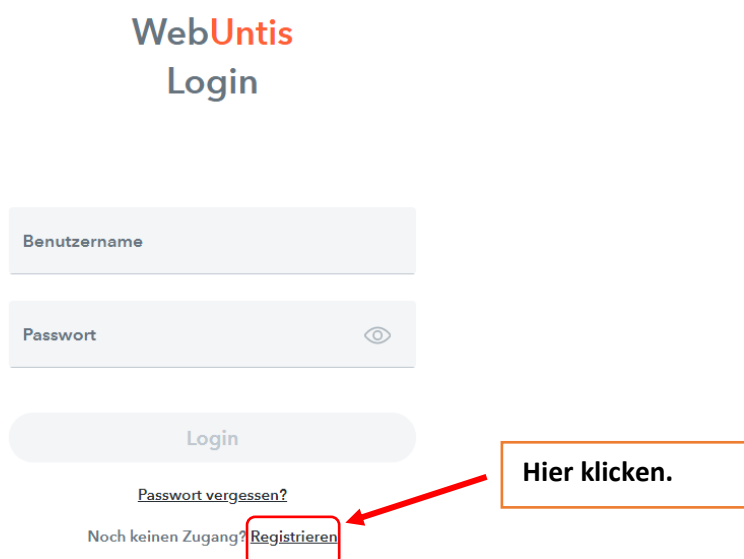 WebUntis
Login
Benutzername
Passwort
Login
Passwort vergessen?
Noch keinen Zugang? Registrieren
Hier klicken.